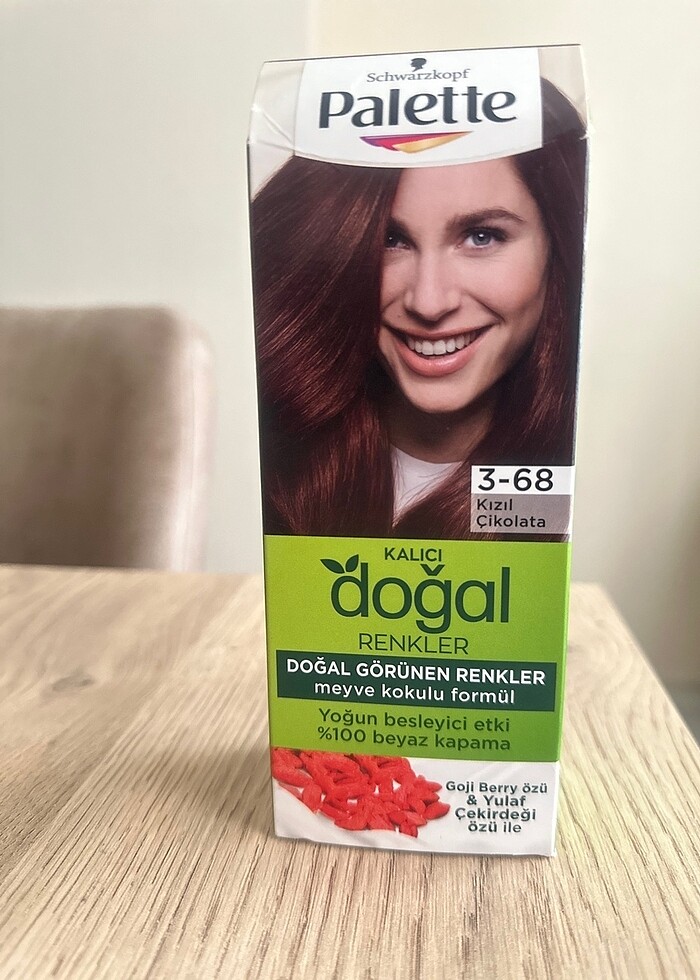 Schwarzkopf
Palette
3-68
Kızıl
Çikolata
KALICI
doğal
RENKLER
DOĞAL GÖRÜNEN RENKLER
meyve kokulu formül
Yoğun besleyici etki
%100 beyaz kapama
Goji Berry özü
& Yulaf
Çekirdeği
özü ile